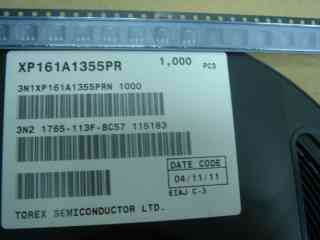 XP161A1355PR 1,000 PCS
3N1XP161A1355PRN 1000
3N2 1765-113F-BC57 115183
DATE CODE
04/11/11
EIAJ C-3
TOREX SEMICONDUCTOR LTD.